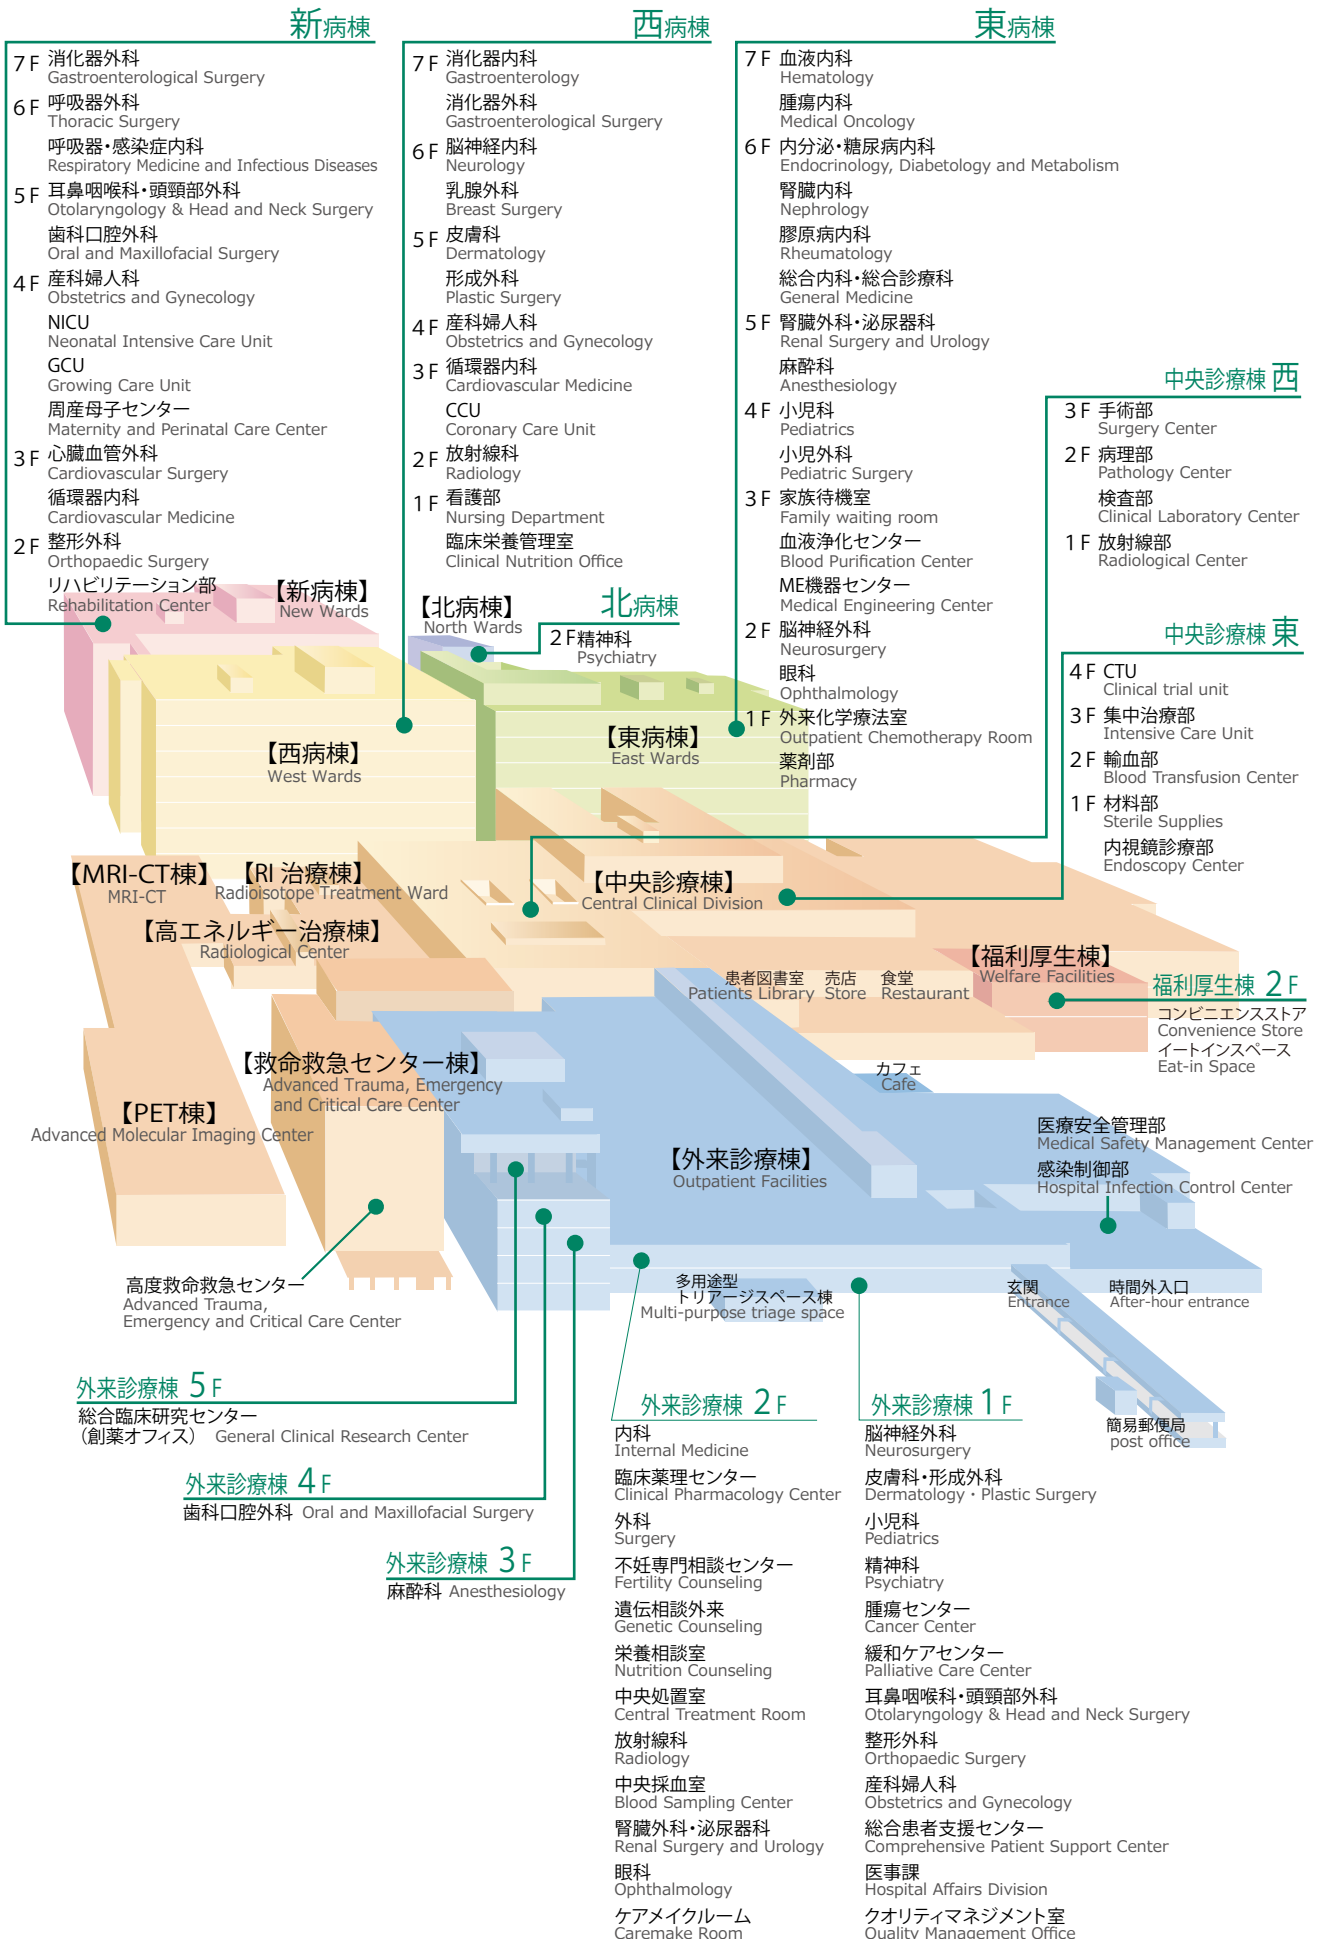 新病棟
7F 消化器外科
Gastroenterological Surgery
6F 呼吸器外科
Thoracic Surgery
呼吸器・感染症内科
Respiratory Medicine and Infectious Diseases
5F 耳鼻咽喉科・頭頸部外科
Otolaryngology & Head and Neck Surgery
歯科口腔外科
Oral and Maxillofacial Surgery
4F 産科婦人科
Obstetrics and Gynecology
NICU
Neonatal Intensive Care Unit
GCU
Growing Care Unit
周産母子センター
Maternity and Perinatal Care Center
3F 心臓血管外科
Cardiovascular Surgery
循環器内科
Cardiovascular Medicine
2F 整形外科
Orthopaedic Surgery
リハビリテーション部
Rehabilitation Center
西病棟
7F 消化器内科
Gastroenterology
消化器外科
Gastroenterological Surgery
6F 脳神経内科
Neurology
乳腺外科
Breast Surgery
5F 皮膚科
Dermatology
形成外科
Plastic Surgery
4F 産科婦人科
Obstetrics and Gynecology
3F 循環器内科
Cardiovascular Medicine
CCU
Coronary Care Unit
2F 放射線科
Radiology
1F 看護部
Nursing Department
臨床栄養管理室
Clinical Nutrition Office
東病棟
7F 血液内科
Hematology
腫瘍内科
Medical Oncology
6F 内分泌・糖尿病内科
Endocrinology, Diabetology and Metabolism
腎臓内科
Nephrology
膠原病内科
Rheumatology
総合内科・総合診療科
General Medicine
5F 腎臓外科・泌尿器科
Renal Surgery and Urology
麻酔科
Anesthesiology
4F 小児科
Pediatrics
小児外科
Pediatric Surgery
3F 家族待機室
Family waiting room
血液浄化センター
Blood Purification Center
ME機器センター
Medical Engineering Center
2F 脳神経外科
Neurosurgery
眼科
Ophthalmology
1F 外来化学療法室
Outpatient Chemotherapy Room
薬剤部
Pharmacy
中央診療棟 西
3F 手術部
Surgery Center
2F 病理部
Pathology Center
検査部
Clinical Laboratory Center
1F 放射線部
Radiological Center
中央診療棟 東
4F CTU
Clinical trial unit
3F 集中治療部
Intensive Care Unit
2F 輸血部
Blood Transfusion Center
1F 材料部
Sterile Supplies
内視鏡診療部
Endoscopy Center
北病棟
2F 精神科
Psychiatry
【新病棟】
New Wards
【北病棟】
North Wards
【西病棟】
West Wards
【東病棟】
East Wards
【MRI-CT棟】
MRI-CT
【RI 治療棟】
Radioisotope Treatment Ward
【中央診療棟】
Central Clinical Division
【高エネルギー治療棟】
Radiological Center
【福利厚生棟】
Welfare Facilities
患者図書室 売店 食堂
Patients Library Store Restaurant
福利厚生棟 2F
コンビニエンスストア
Convenience Store
イートインスペース
Eat-in Space
【救命救急センター棟】
Advanced Trauma, Emergency
and Critical Care Center
カフェ
Cafe
【PET棟】
Advanced Molecular Imaging Center
【外来診療棟】
Outpatient Facilities
医療安全管理部
Medical Safety Management Center
感染制御部
Hospital Infection Control Center
高度救命救急センター
Advanced Trauma,
Emergency and Critical Care Center
多用途型
トリアージスペース棟
Multi-purpose triage space
玄関
Entrance
時間外入口
After-hour entrance
簡易郵便局
post office
外来診療棟 5F
総合臨床研究センター
（創薬オフィス） General Clinical Research Center
外来診療棟 4F
歯科口腔外科 Oral and Maxillofacial Surgery
外来診療棟 3F
麻酔科 Anesthesiology
外来診療棟 2F
内科
Internal Medicine
臨床薬理センター
Clinical Pharmacology Center
外科
Surgery
不妊専門相談センター
Fertility Counseling
遺伝相談外来
Genetic Counseling
栄養相談室
Nutrition Counseling
中央処置室
Central Treatment Room
放射線科
Radiology
中央採血室
Blood Sampling Center
腎臓外科・泌尿器科
Renal Surgery and Urology
眼科
Ophthalmology
ケアメイクルーム
Caremake Room
外来診療棟 1F
脳神経外科
Neurosurgery
皮膚科・形成外科
Dermatology・Plastic Surgery
小児科
Pediatrics
精神科
Psychiatry
腫瘍センター
Cancer Center
緩和ケアセンター
Palliative Care Center
耳鼻咽喉科・頭頸部外科
Otolaryngology & Head and Neck Surgery
整形外科
Orthopaedic Surgery
産科婦人科
Obstetrics and Gynecology
総合患者支援センター
Comprehensive Patient Support Center
医事課
Hospital Affairs Division
クオリティマネジメント室
Quality Management Office